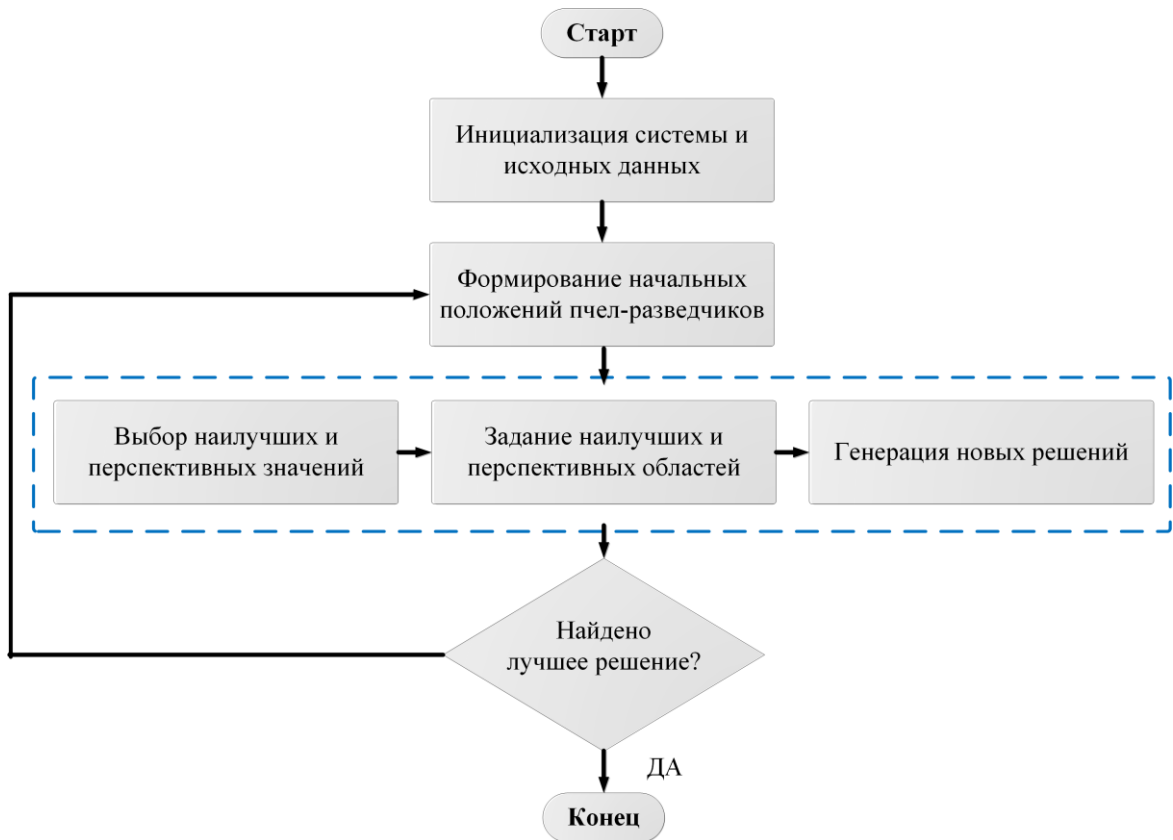 Старт
Инициализация системы и
исходных данных
Формирование начальных
положений пчел-разведчиков
Выбор наилучших и
перспективных значений
Задание наилучших и
перспективных областей
Генерация новых решений
Найдено
лучшее решение?
ДА
Конец